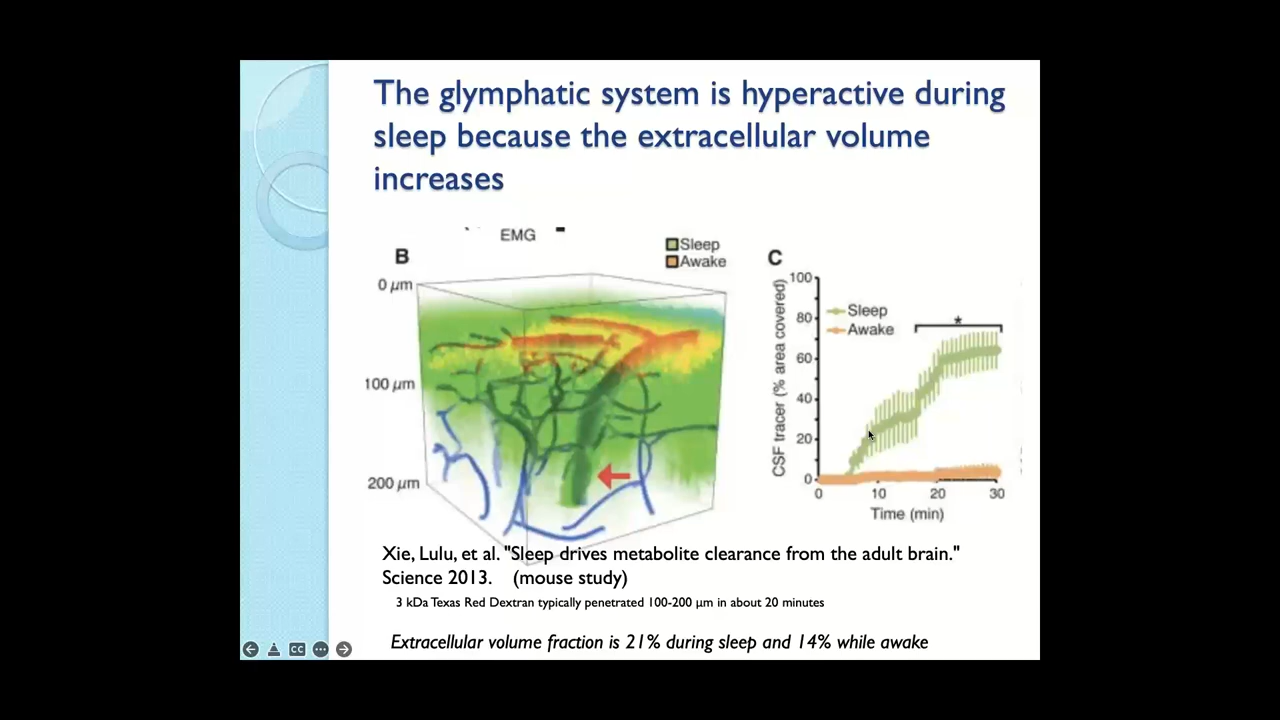 The glymphatic system is hyperactive during
sleep because the extracellular volume
increases
EMG
B
Sleep
Awake
0 µm
100 µm
200 µm
C
CSF tracer (% area covered)
100
80
60
40
20
0
Sleep
Awake
*
0
10
20
30
Time (min)
Xie, Lulu, et al. "Sleep drives metabolite clearance from the adult brain."
Science 2013. (mouse study)
3 kDa Texas Red Dextran typically penetrated 100-200 µm in about 20 minutes
Extracellular volume fraction is 21% during sleep and 14% while awake
CC